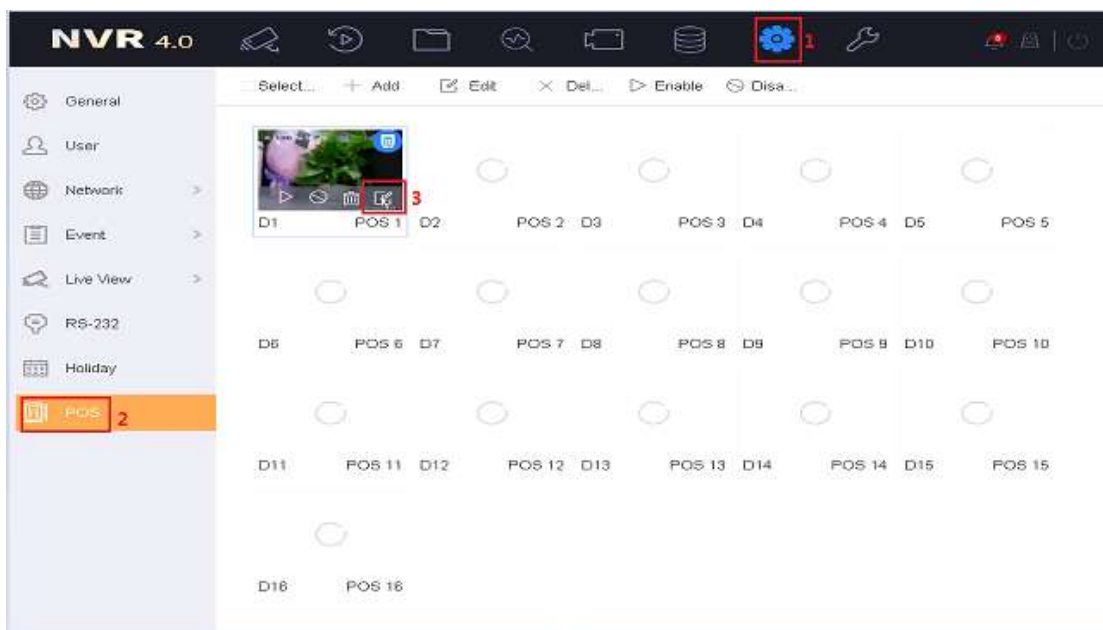 NVR 4.0
1
Select... Add Edit Del... Enable Disa...
General
User
Network
Event
Live View
RS-232
Holiday
POS 2
3
D1 POS 1 D2 POS 2 D3 POS 3 D4 POS 4 D5 POS 5
D6 POS 6 D7 POS 7 D8 POS 8 D9 POS 9 D10 POS 10
D11 POS 11 D12 POS 12 D13 POS 13 D14 POS 14 D15 POS 15
D16 POS 16